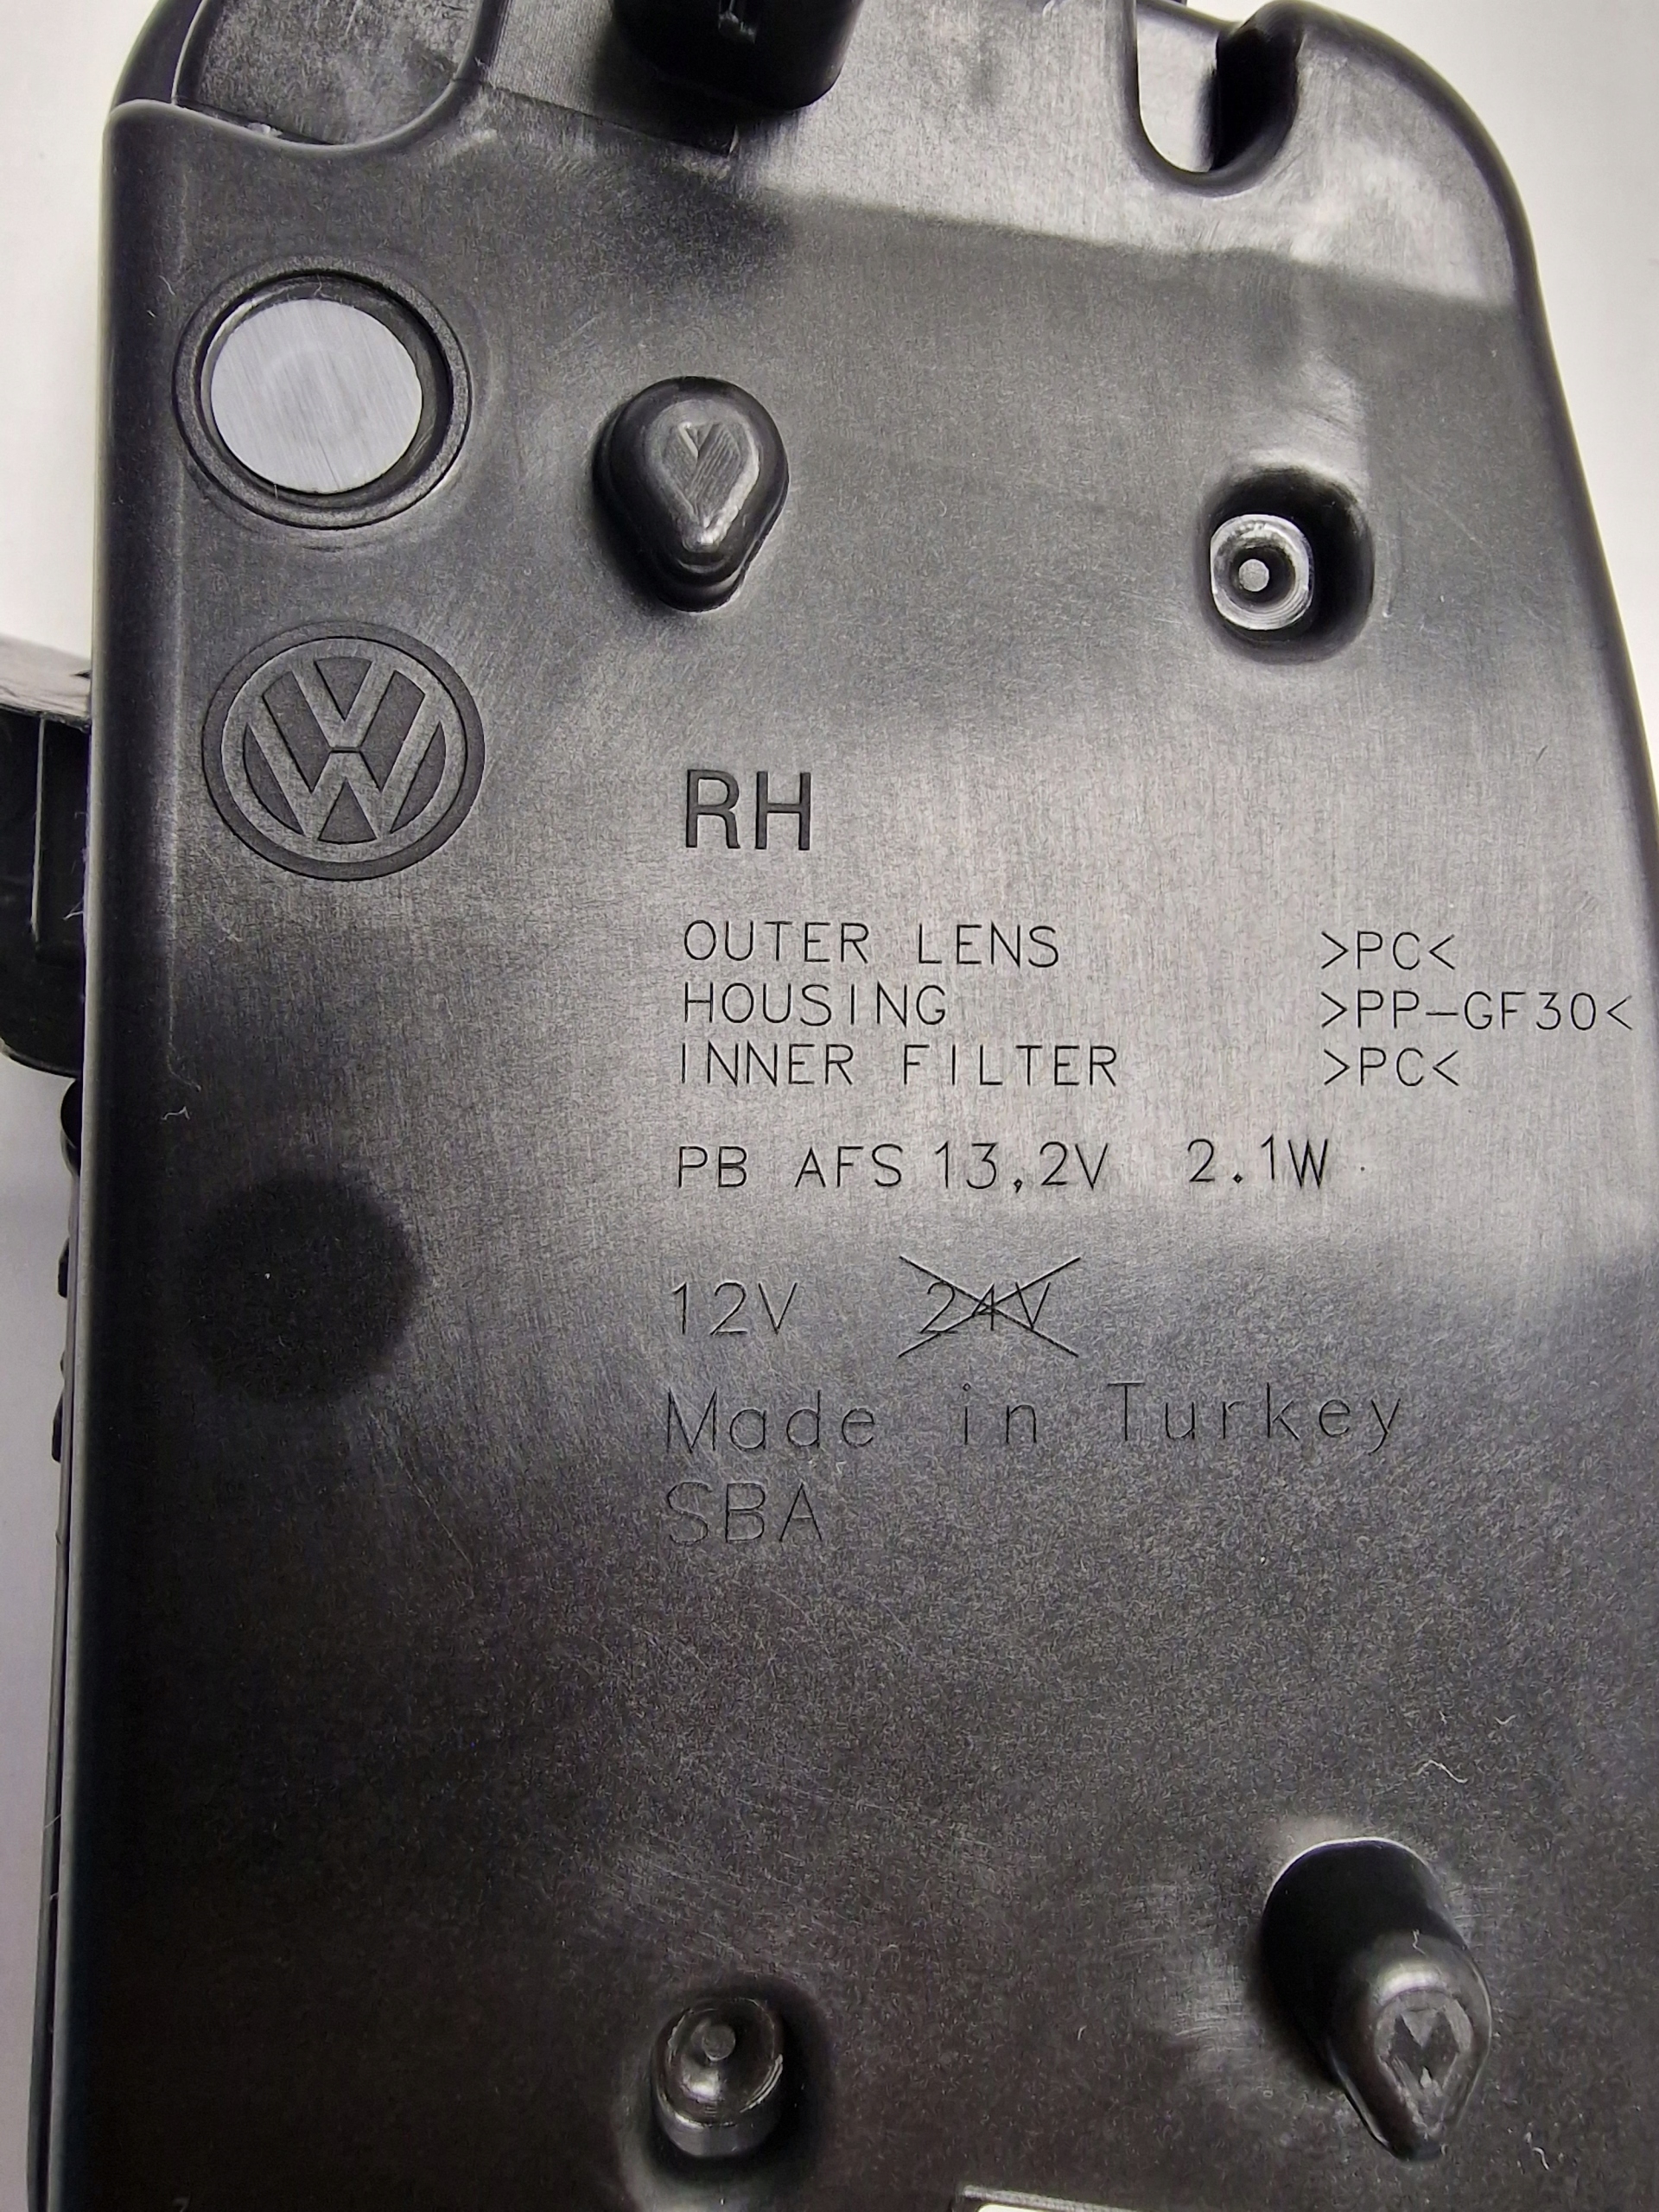 RH
OUTER LENS >PC<
HOUSING >PP-GF30<
INNER FILTER >PC<
PB AFS 13,2V 2.1W
12V 24V
Made in Turkey
SBA